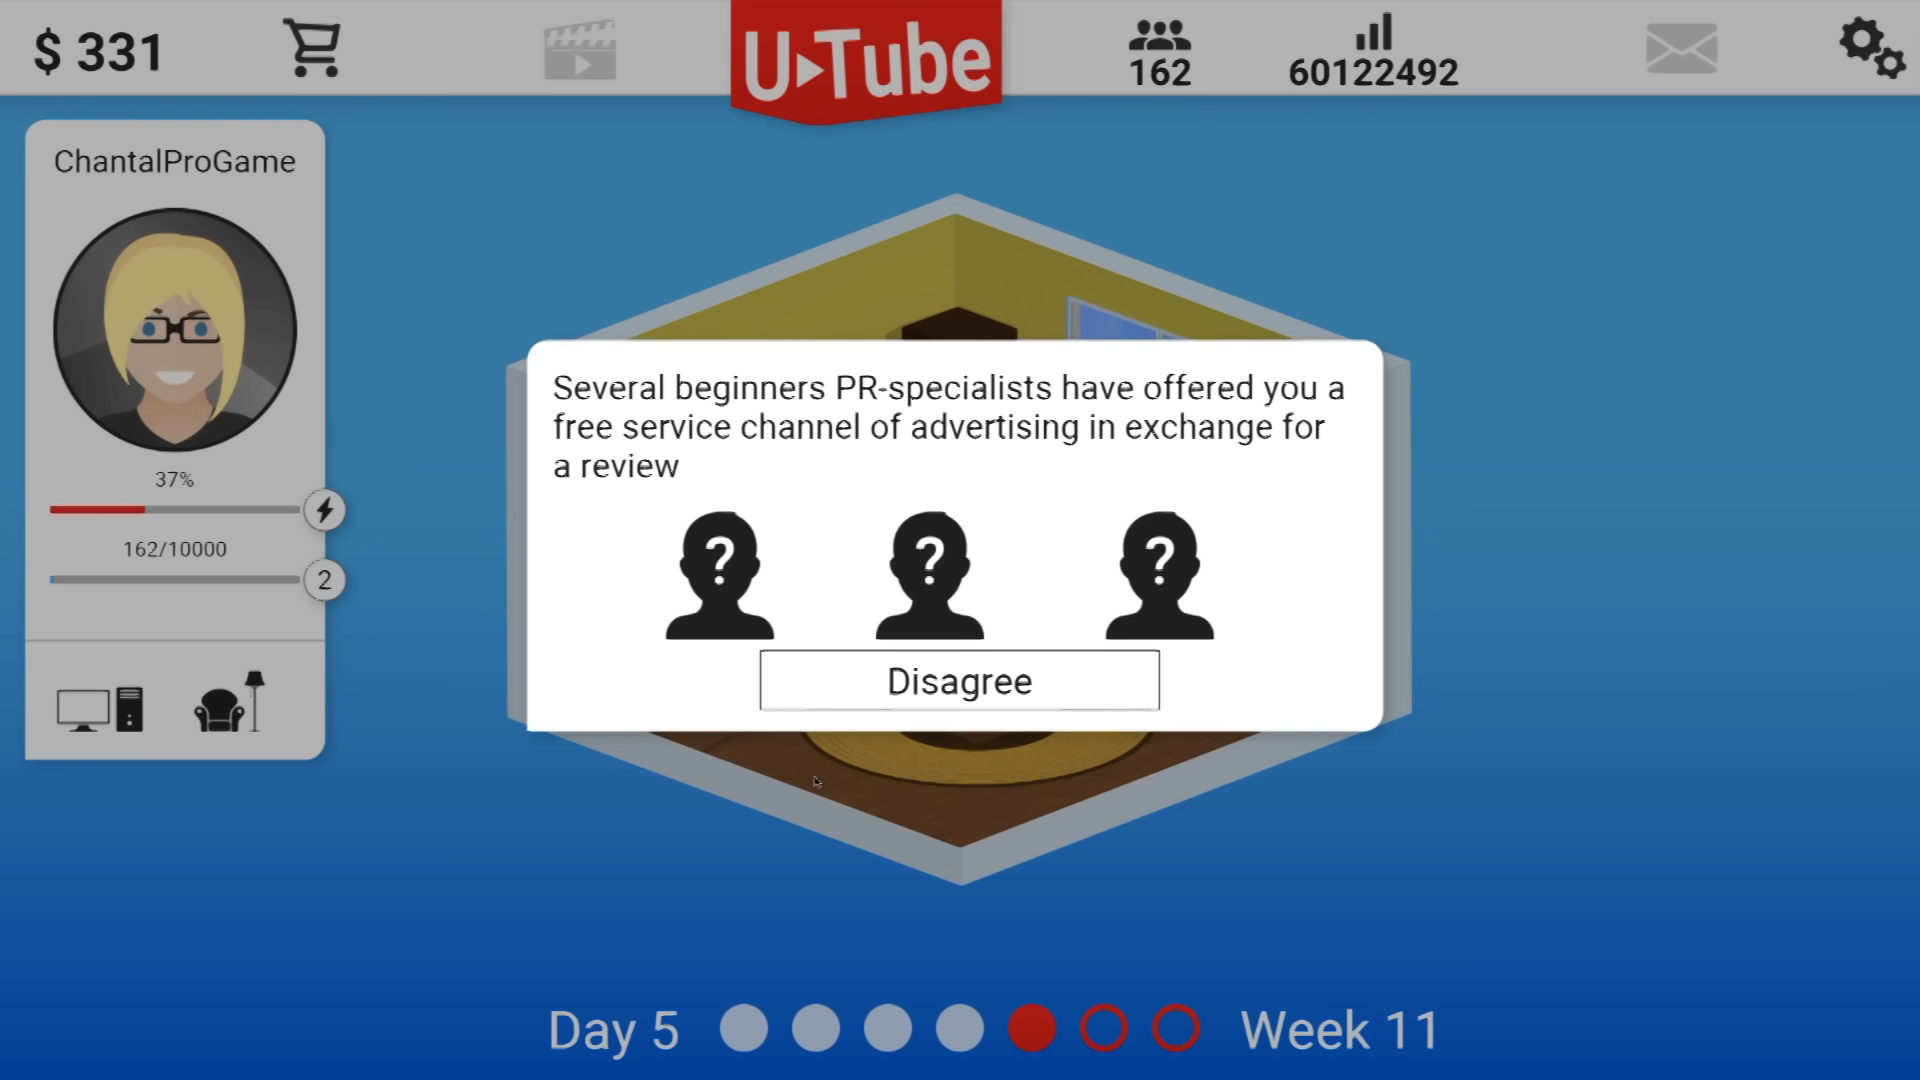 $ 331
U Tube
162
60122492
ChantalProGame
37%
162/10000
2
Several beginners PR-specialists have offered you a
free service channel of advertising in exchange for
a review
? ? ?
Disagree
Day 5
Week 11